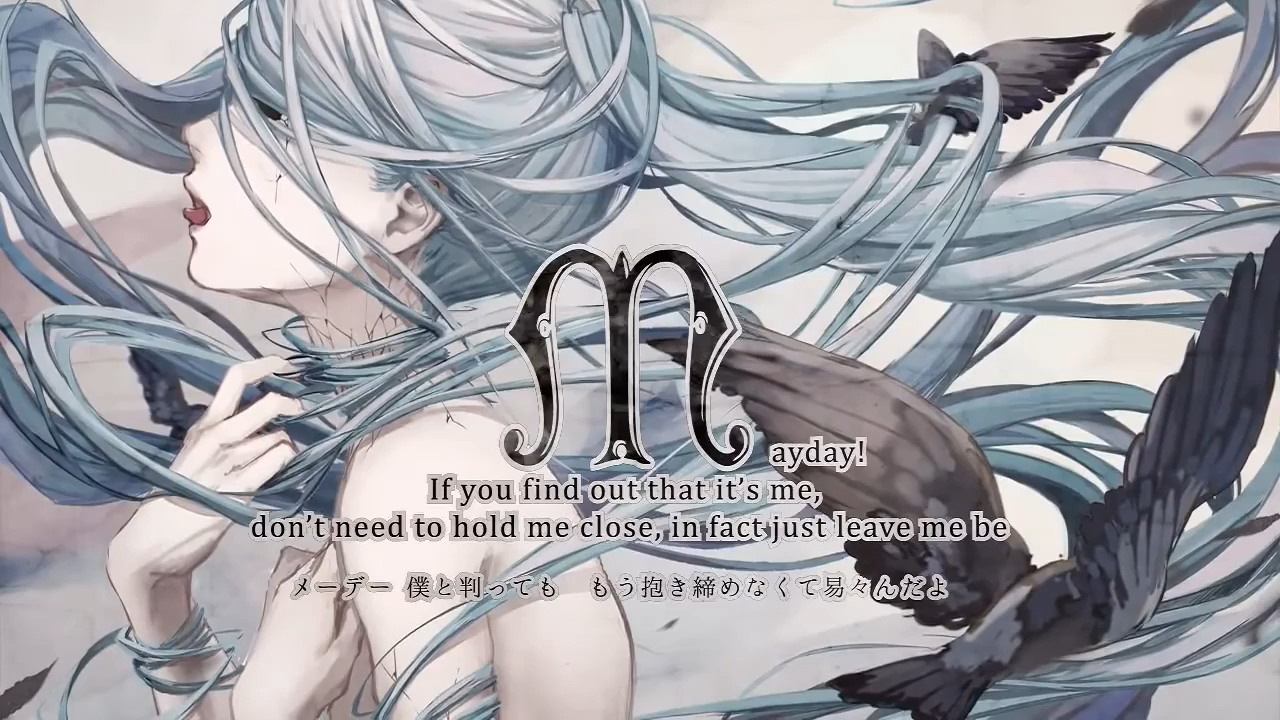 Mayday!
If you find out that it’s me,
don’t need to hold me close, in fact just leave me be
メーデー 僕と判っても　もう抱き締めなくて易々んだよ